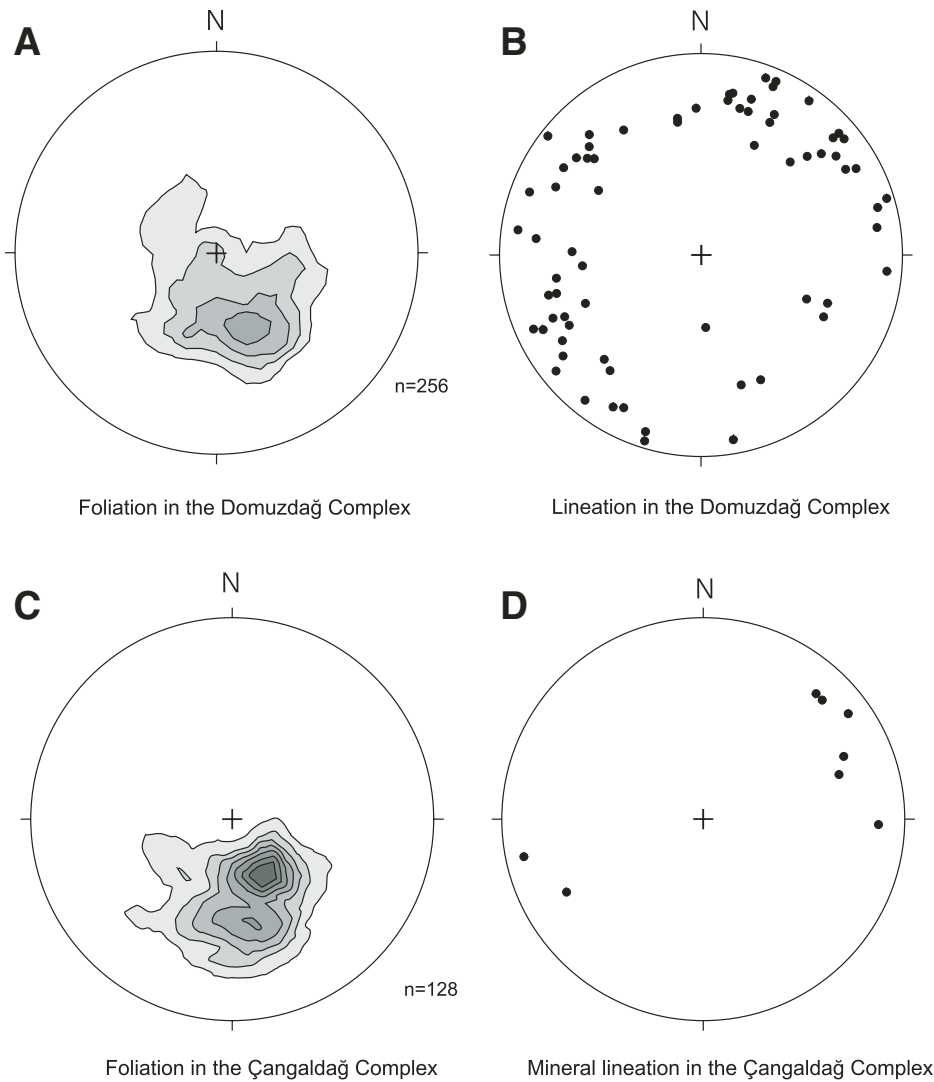 A
N
B
N
n=256
Foliation in the Domuzdağ Complex
Lineation in the Domuzdağ Complex
C
N
D
N
n=128
Foliation in the Çangaldağ Complex
Mineral lineation in the Çangaldağ Complex